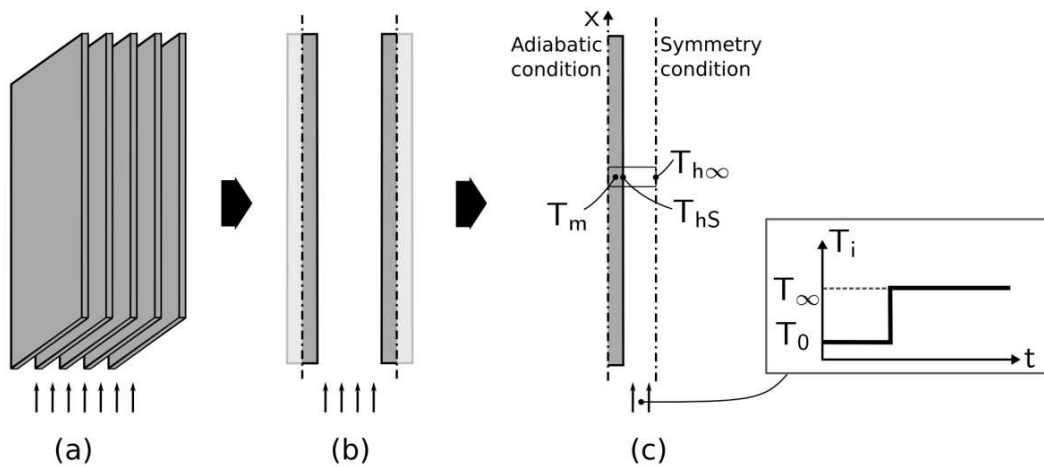 X
Adiabatic
condition
Symmetry
condition
T_h∞
T_m
T_hS
T_i
T_∞
T_0
t
(a)
(b)
(c)